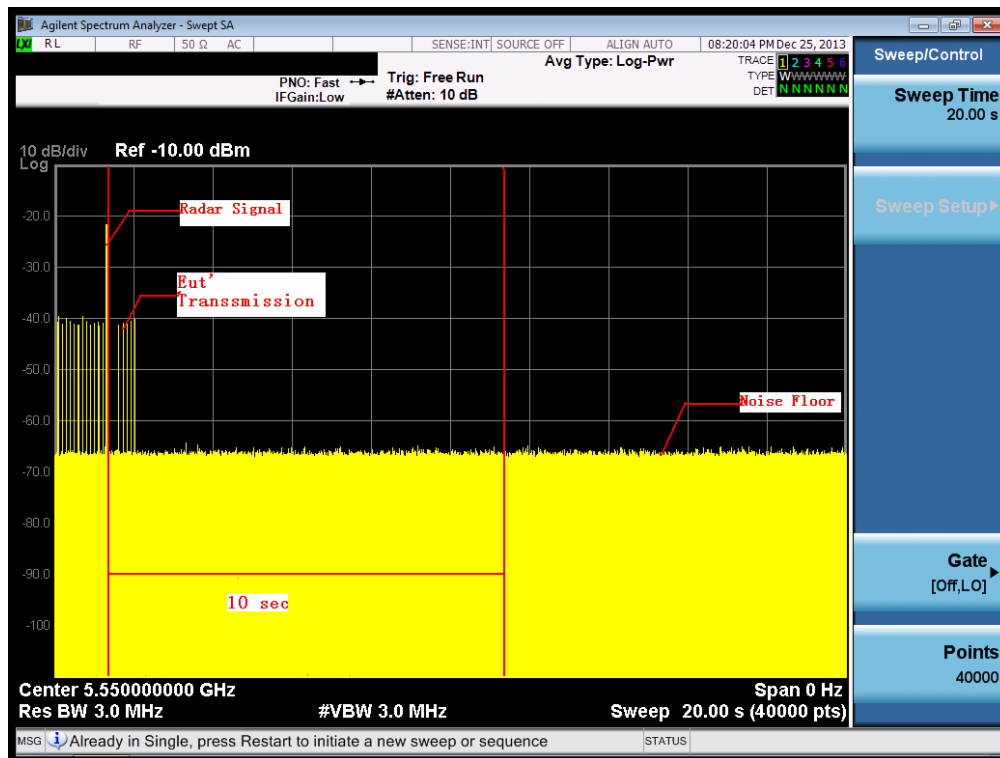 Agilent Spectrum Analyzer - Swept SA
LXI RL RF 50 Ω AC SENSE:INT SOURCE OFF ALIGN AUTO 08:20:04 PM Dec 25, 2013
Avg Type: Log-Pwr
TRACE 1 2 3 4 5 6
TYPE WWWWWW
DET N N N N N N
PNO: Fast
IFGain:Low
Trig: Free Run
#Atten: 10 dB
10 dB/div
Log
Ref -10.00 dBm
-20.0
-30.0
-40.0
-50.0
-60.0
-70.0
-80.0
-90.0
-100
Radar Signal
Eut'
Transsmission
Noise Floor
10 sec
Center 5.550000000 GHz
Span 0 Hz
Res BW 3.0 MHz
#VBW 3.0 MHz
Sweep 20.00 s (40000 pts)
MSG Already in Single, press Restart to initiate a new sweep or sequence
STATUS
Sweep/Control
Sweep Time
20.00 s
Sweep Setup
Gate
[Off,LO]
Points
40000